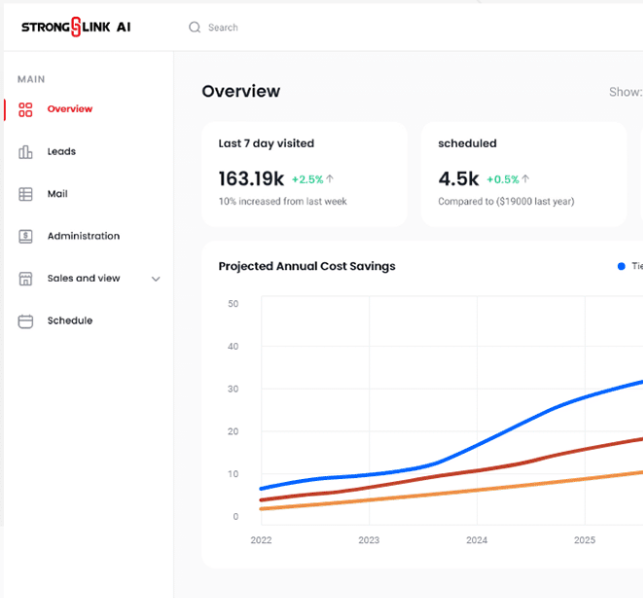 STRONG LINK AI
Search
MAIN
Overview
Leads
Mail
Administration
Sales and view
Schedule
Overview
Show:
Last 7 day visited
163.19k +2.5%
10% increased from last week
scheduled
4.5k +0.5%
Compared to ($19000 last year)
Projected Annual Cost Savings
Tie
50
40
30
20
10
0
2022 2023 2024 2025